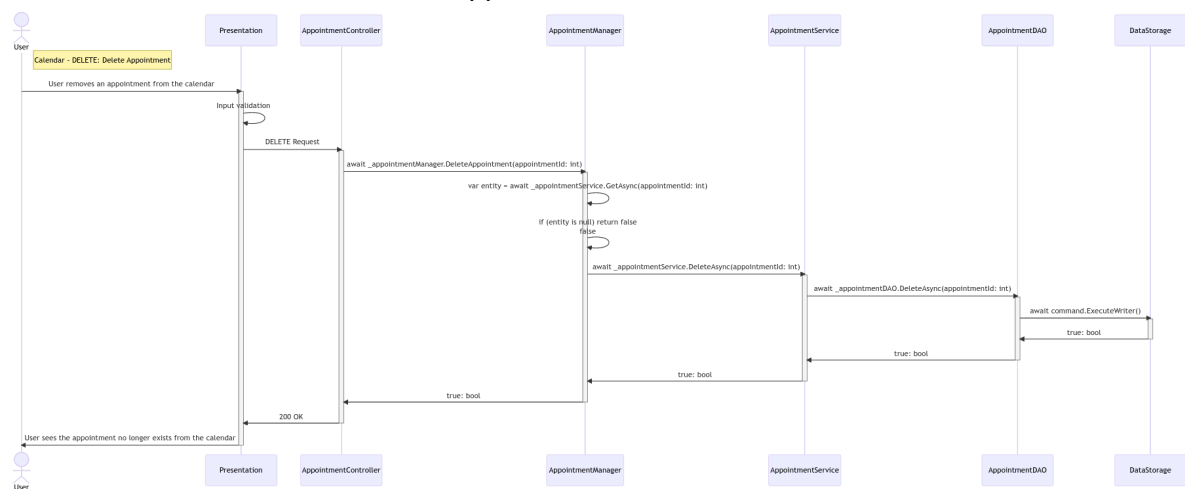 User
Presentation
AppointmentController
AppointmentManager
AppointmentService
AppointmentDAO
DataStorage
Calendar - DELETE: Delete Appointment
User removes an appointment from the calendar
Input validation
DELETE Request
await _appointmentManager.DeleteAppointment(appointmentId: int)
var entity = await _appointmentService.GetAsync(appointmentId: int)
if (entity is null) return false
false
await _appointmentService.DeleteAsync(appointmentId: int)
await _appointmentDAO.DeleteAsync(appointmentId: int)
await command.ExecuteWriter()
true: bool
true: bool
true: bool
true: bool
200 OK
User sees the appointment no longer exists from the calendar
User
Presentation
AppointmentController
AppointmentManager
AppointmentService
AppointmentDAO
DataStorage